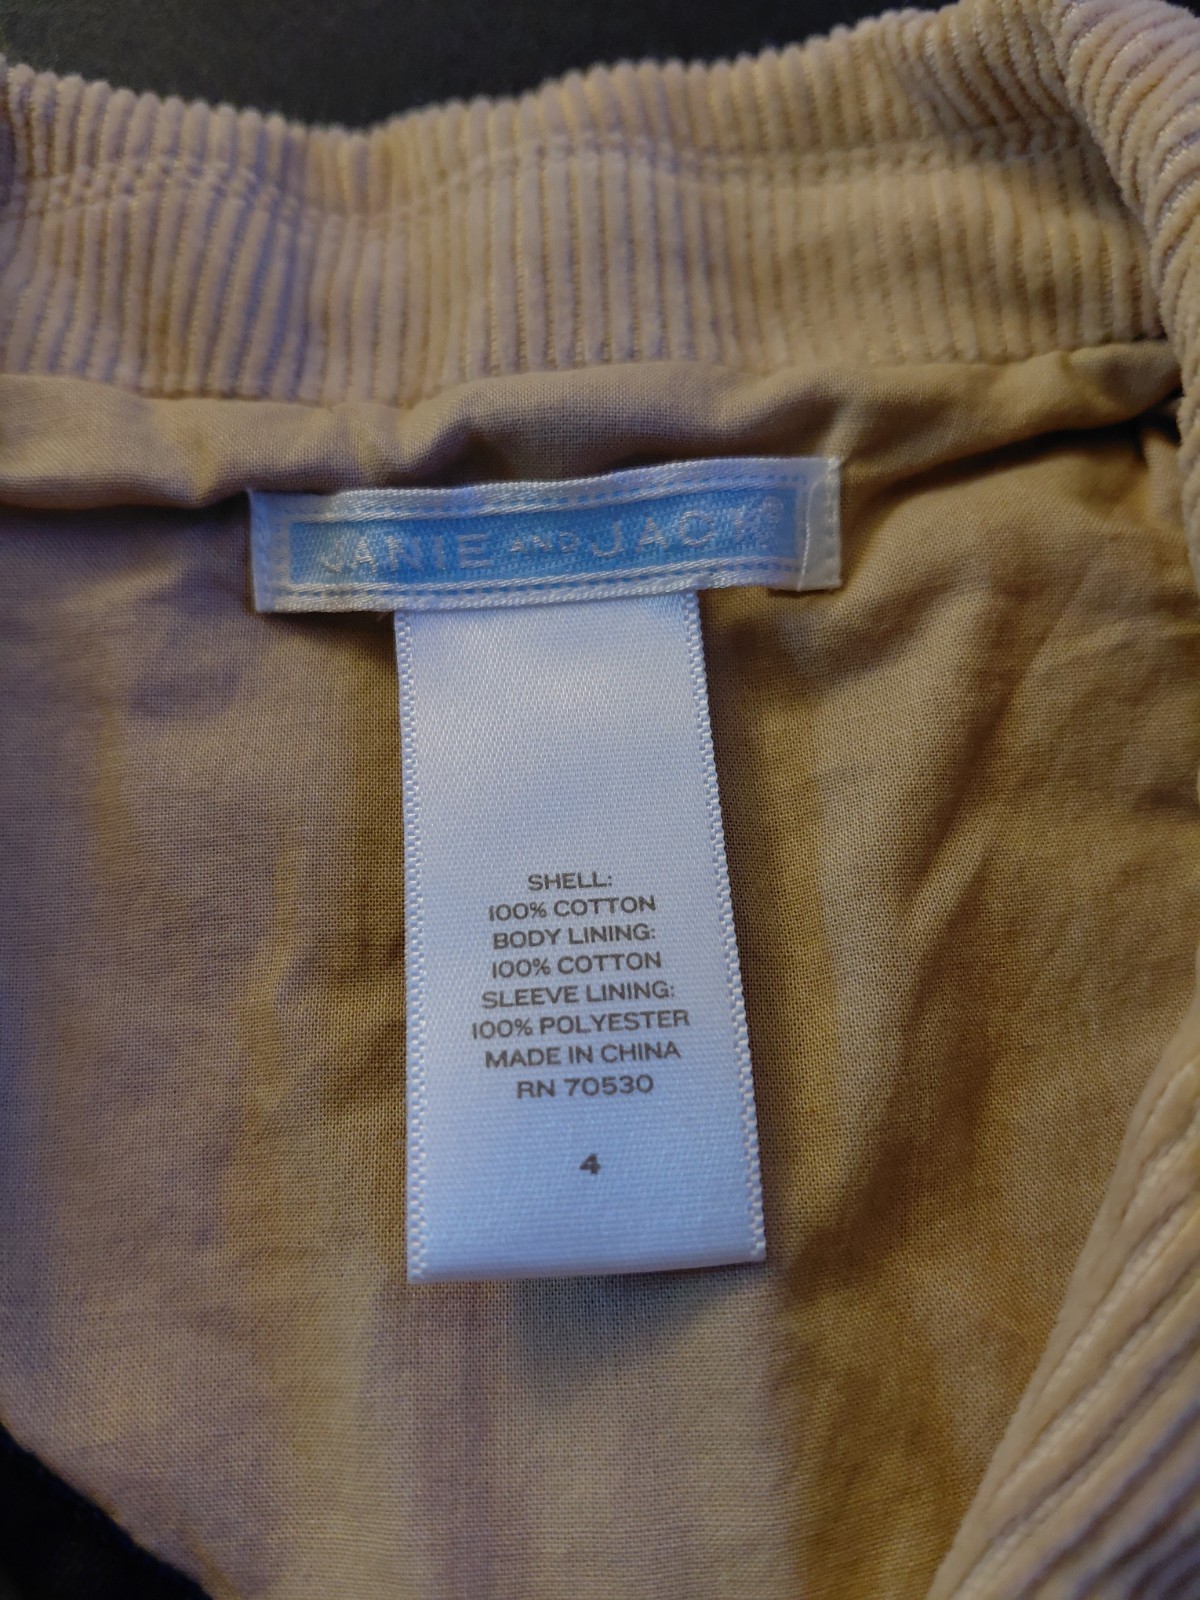 JANIE AND JACK®
SHELL:
100% COTTON
BODY LINING:
100% COTTON
SLEEVE LINING:
100% POLYESTER
MADE IN CHINA
RN 70530
4